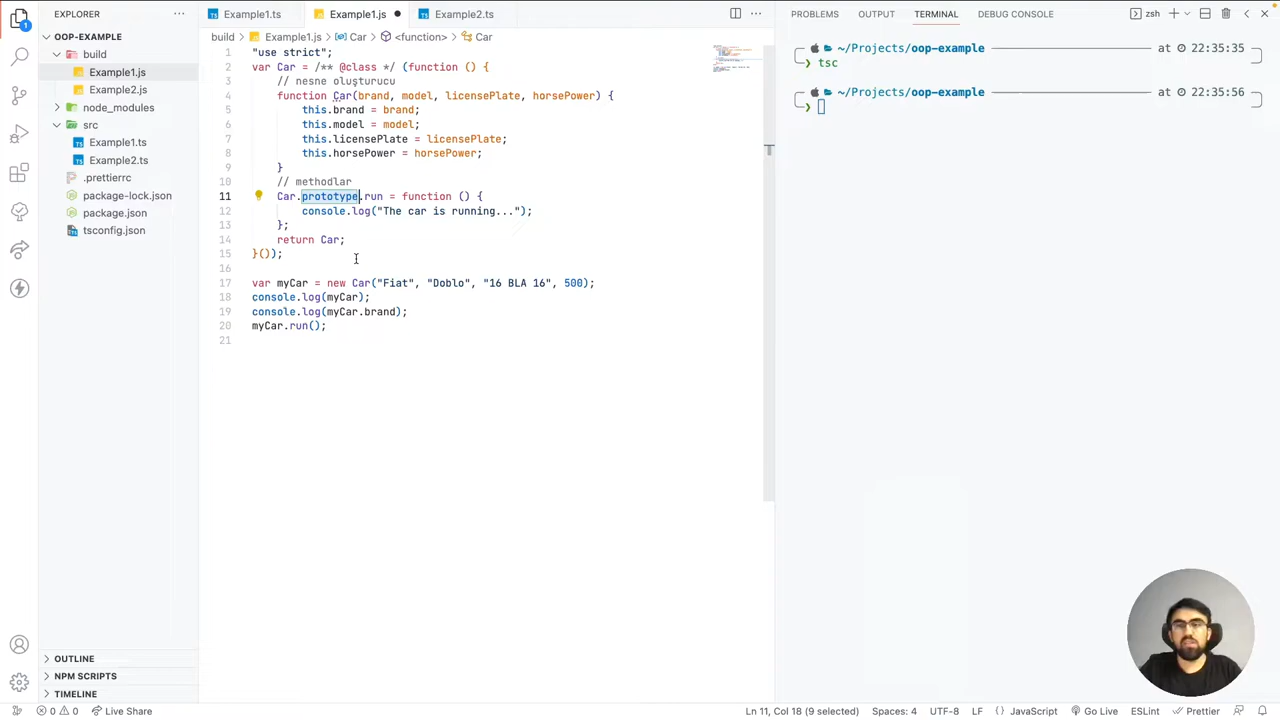 EXPLORER
OOP-EXAMPLE
build
Example1.js
Example2.js
node_modules
src
Example1.ts
Example2.ts
.prettierrc
package-lock.json
package.json
tsconfig.json
OUTLINE
NPM SCRIPTS
TIMELINE
Example1.ts
Example1.js
Example2.ts
build > Example1.js > Car > <function> > Car
1 "use strict";
2 var Car = /** @class */ (function () {
3 // nesne oluşturucu
4 function Car(brand, model, licensePlate, horsePower) {
5 this.brand = brand;
6 this.model = model;
7 this.licensePlate = licensePlate;
8 this.horsePower = horsePower;
9 }
10 // methodlar
11 Car.prototype.run = function () {
12 console.log("The car is running...");
13 };
14 return Car;
15 }());
16
17 var myCar = new Car("Fiat", "Doblo", "16 BLA 16", 500);
18 console.log(myCar);
19 console.log(myCar.brand);
20 myCar.run();
21
PROBLEMS OUTPUT TERMINAL DEBUG CONSOLE
zsh
~/Projects/oop-example at 22:35:35
❯ tsc
~/Projects/oop-example at 22:35:56
❯
0 0 Live Share
Ln 11, Col 18 (9 selected) Spaces: 4 UTF-8 LF {} JavaScript Go Live ESLint Prettier